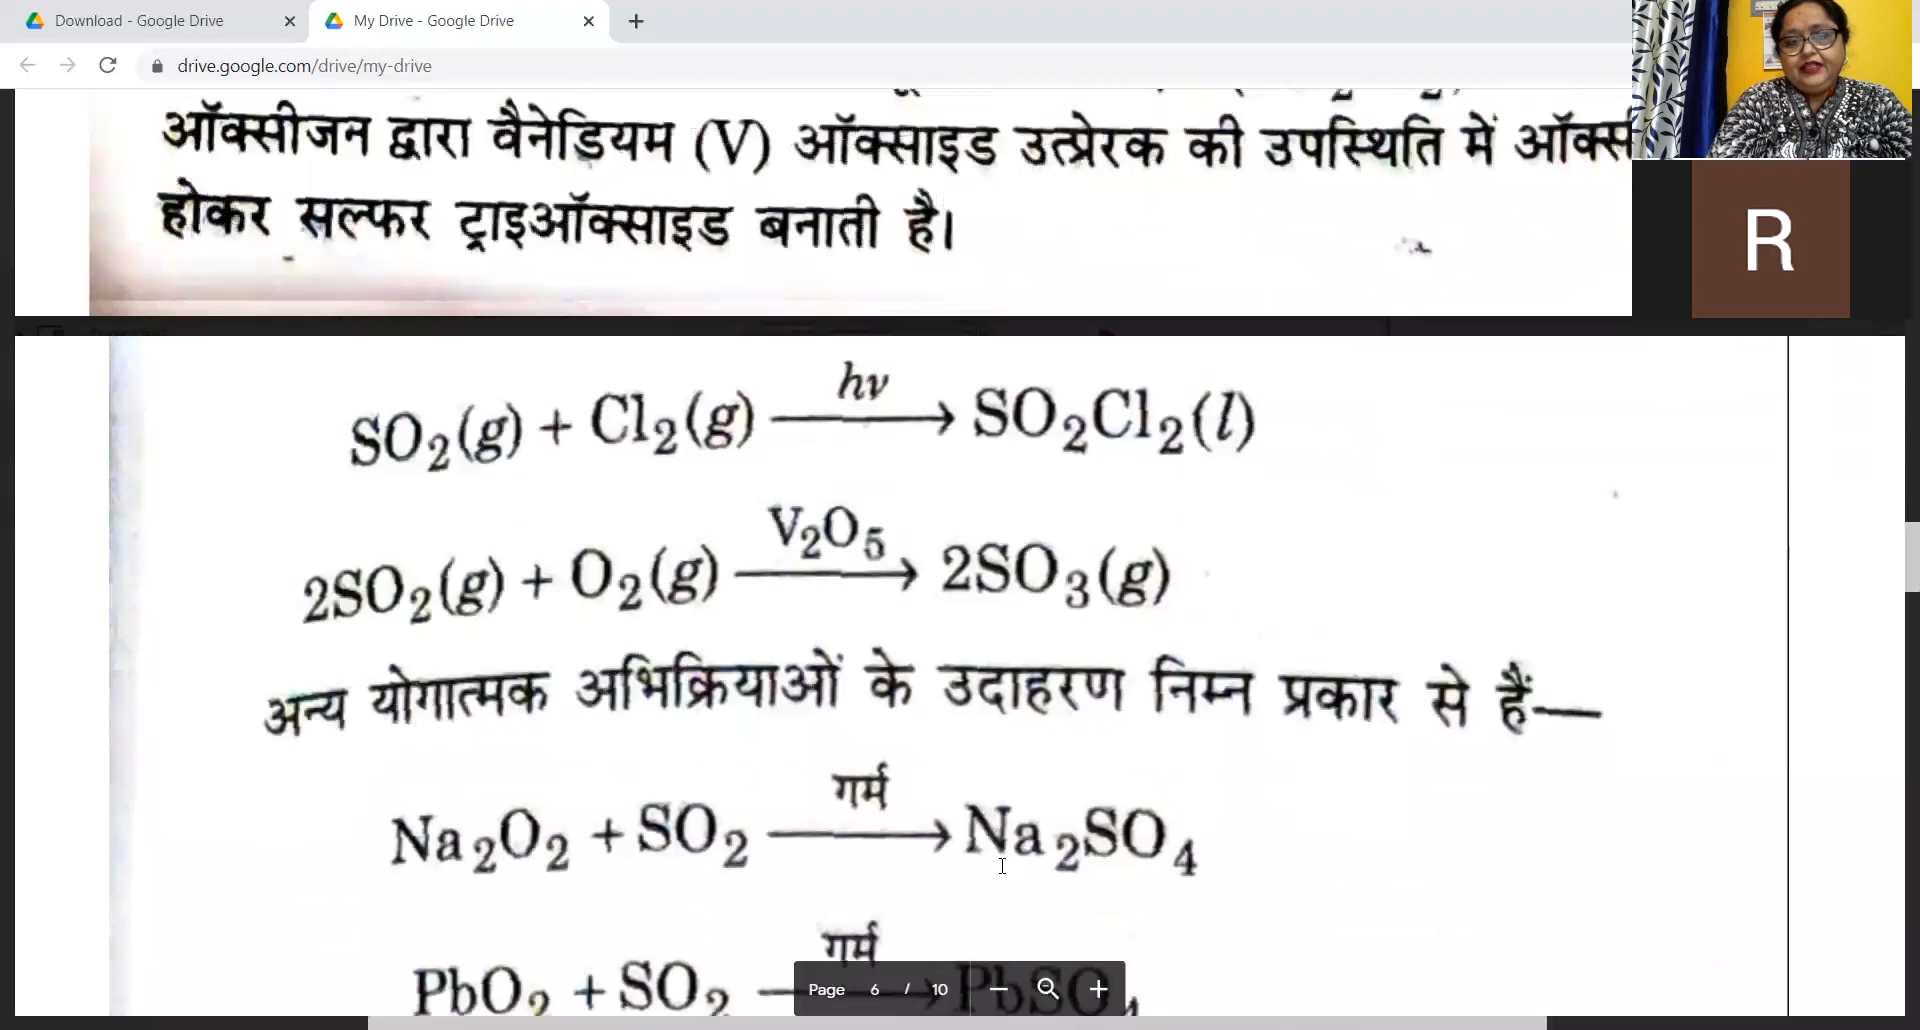 Download - Google Drive
My Drive - Google Drive
drive.google.com/drive/my-drive
ऑक्सीजन द्वारा वैनेडियम (V) ऑक्साइड उत्प्रेरक की उपस्थिति में ऑक्स
होकर सल्फर ट्राइऑक्साइड बनाती है।
R
SO₂(g) + Cl₂(g) —hν→ SO₂Cl₂(l)
2SO₂(g) + O₂(g) —V₂O₅→ 2SO₃(g)
अन्य योगात्मक अभिक्रियाओं के उदाहरण निम्न प्रकार से हैं—
Na₂O₂ + SO₂ —गर्म→ Na₂SO₄
PbO₂ + SO₂ —गर्म→ PbSO₄
Page 6 / 10